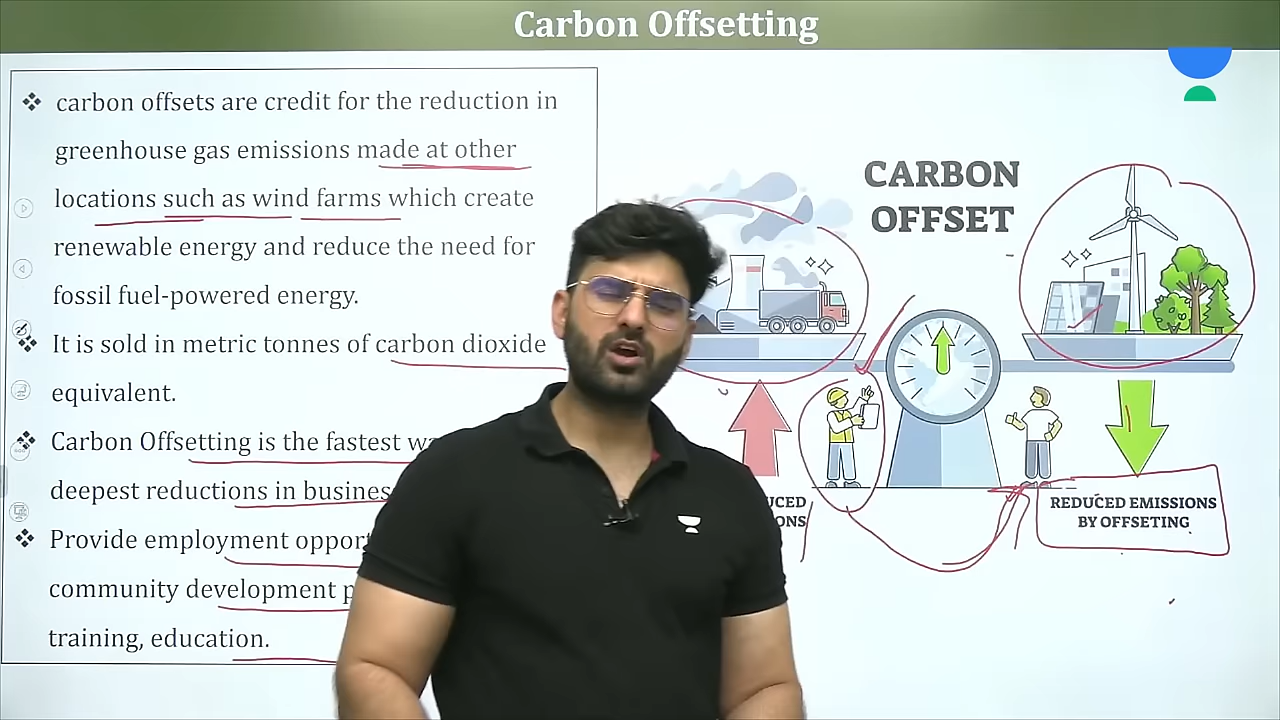 Carbon Offsetting
carbon offsets are credit for the reduction in
greenhouse gas emissions made at other
locations such as wind farms which create
renewable energy and reduce the need for
fossil fuel-powered energy.
It is sold in metric tonnes of carbon dioxide
equivalent.
Carbon Offsetting is the fastest
deepest reductions in
Provide employment
community development
training, education.
CARBON
OFFSET
REDUCED EMISSIONS
BY OFFSETING